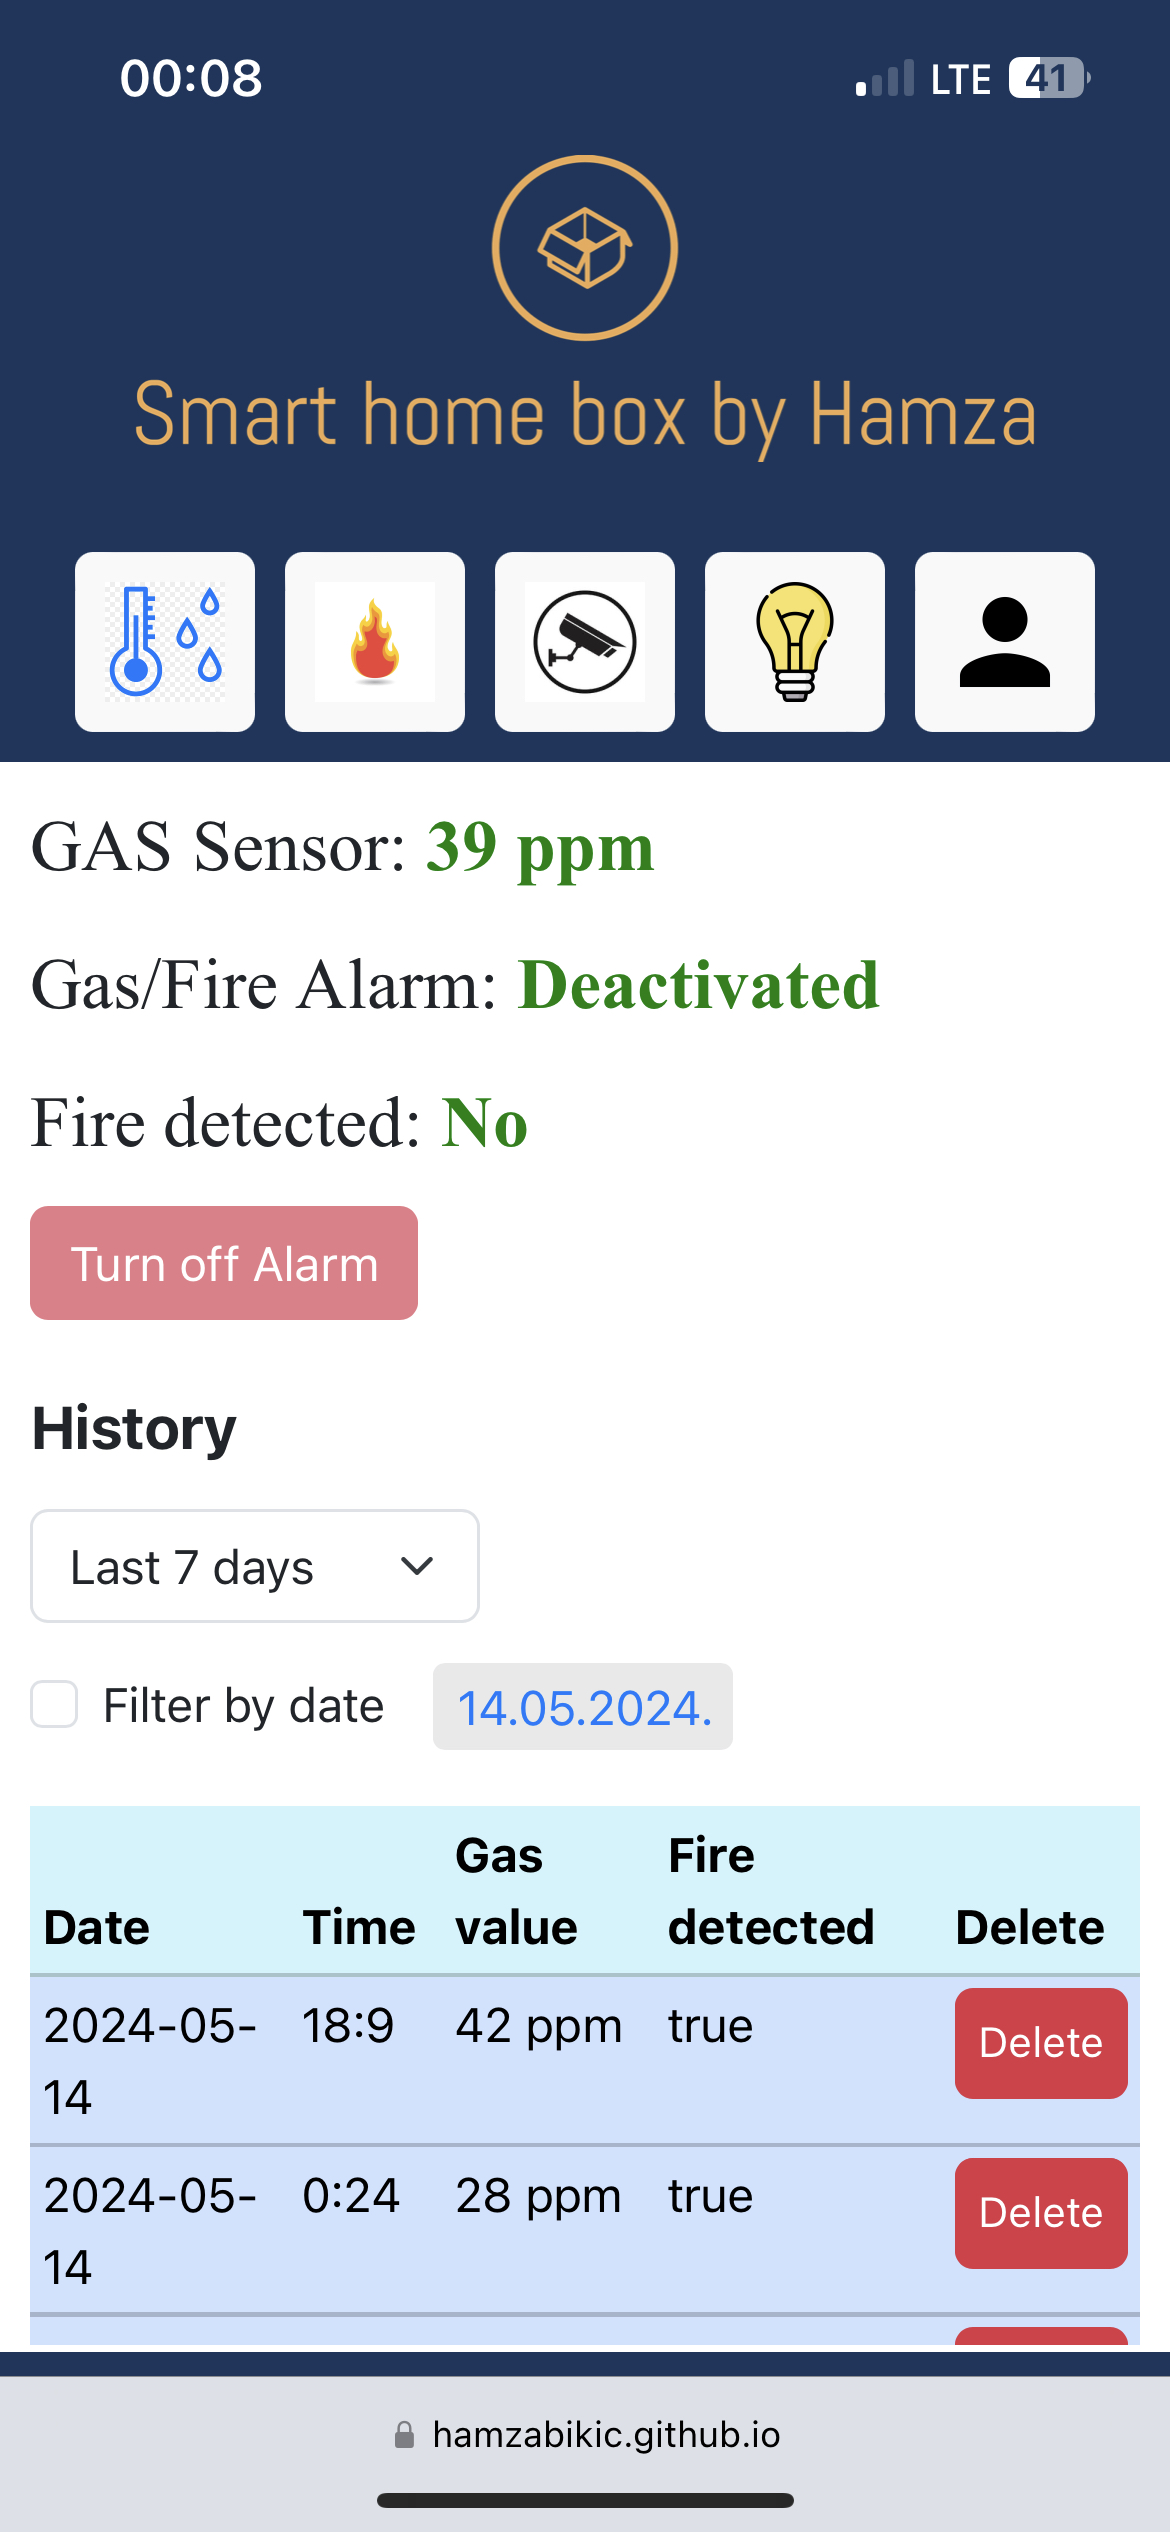 00:08 LTE 41
Smart home box by Hamza
GAS Sensor: 39 ppm
Gas/Fire Alarm: Deactivated
Fire detected: No
Turn off Alarm
History
Last 7 days
Filter by date 14.05.2024.
Date Time Gas value Fire detected Delete
2024-05-14 18:9 42 ppm true Delete
2024-05-14 0:24 28 ppm true Delete
hamzabikic.github.io